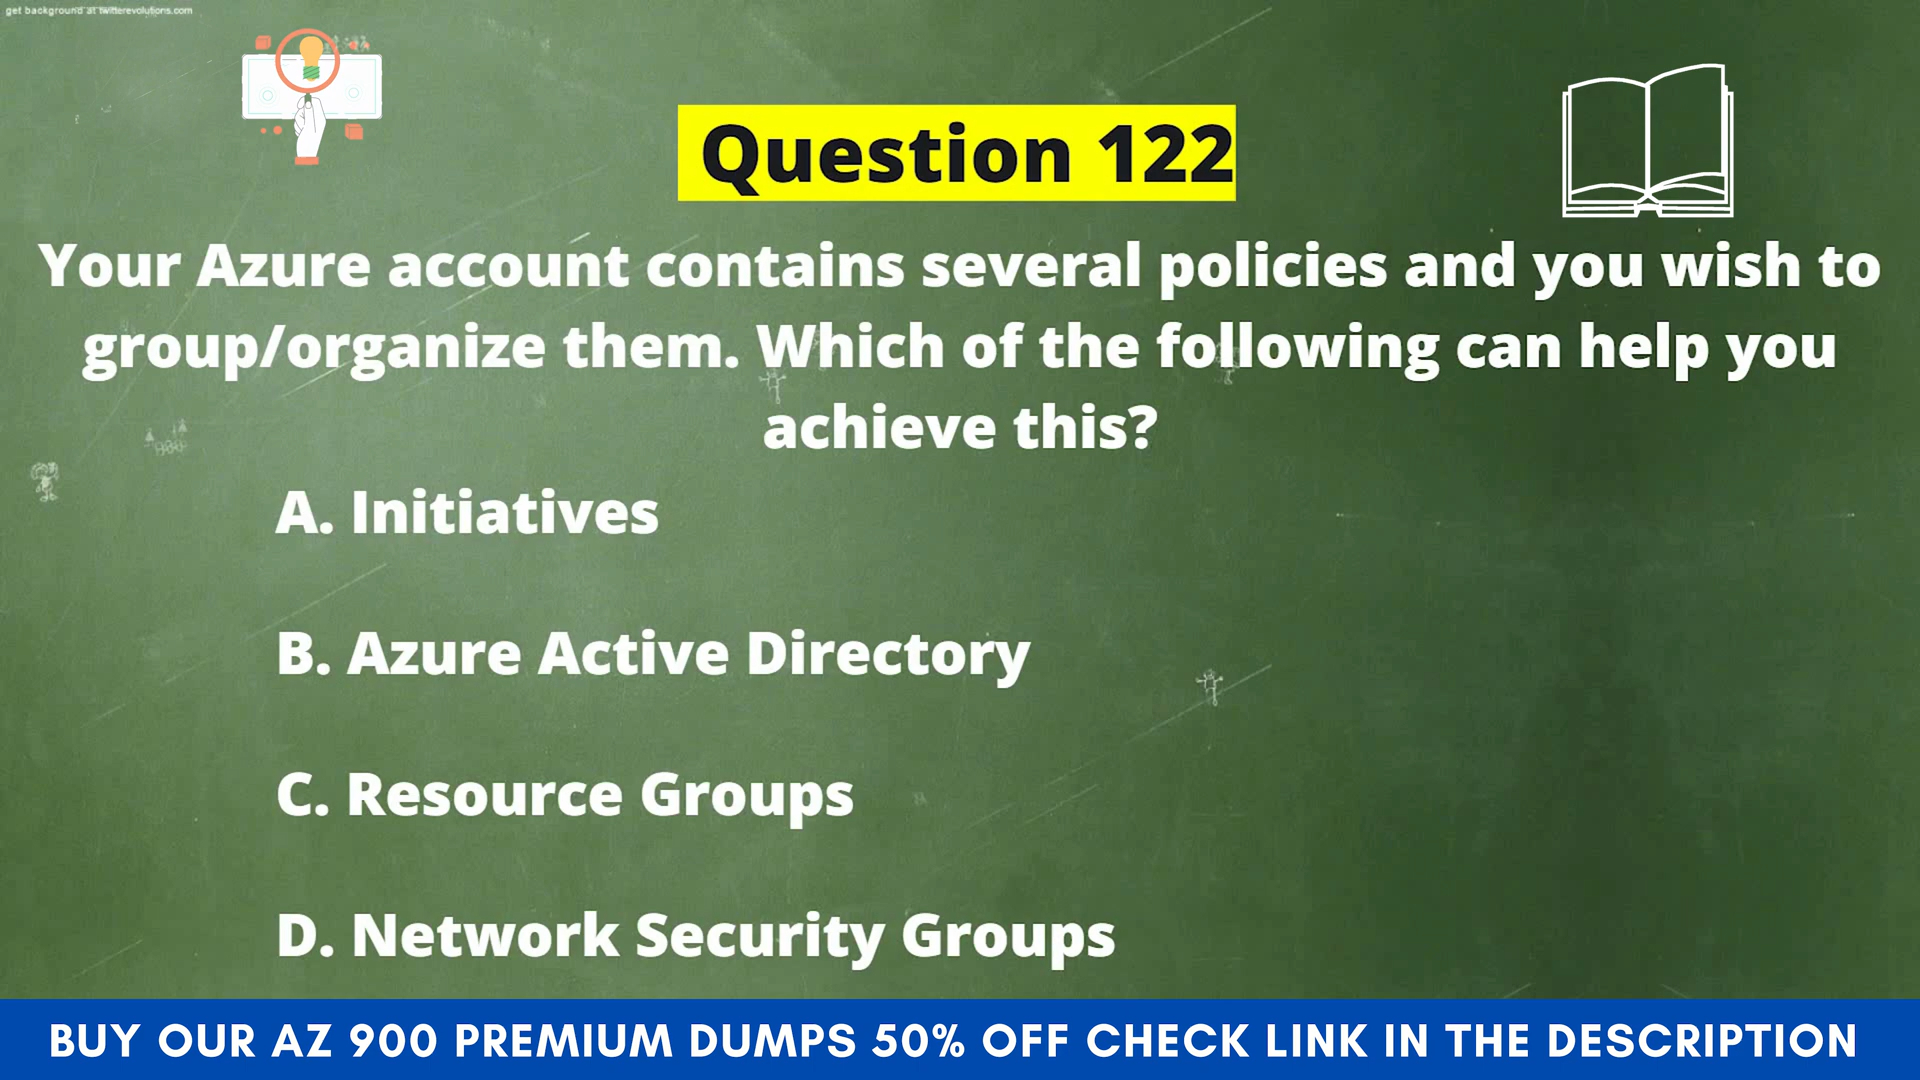 get background at twitterevolutions.com
Question 122
Your Azure account contains several policies and you wish to
group/organize them. Which of the following can help you
achieve this?
A. Initiatives
B. Azure Active Directory
C. Resource Groups
D. Network Security Groups
BUY OUR AZ 900 PREMIUM DUMPS 50% OFF CHECK LINK IN THE DESCRIPTION